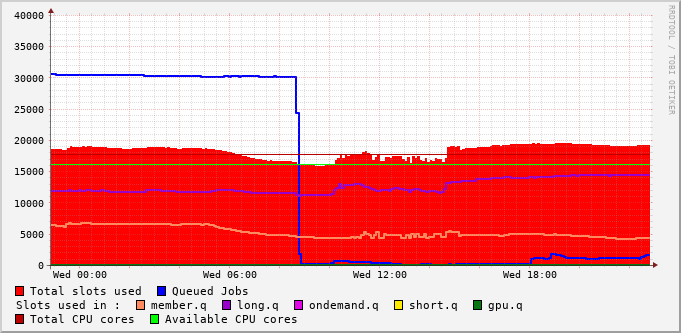 40000
35000
30000
25000
20000
15000
10000
5000
0
Wed 00:00 Wed 06:00 Wed 12:00 Wed 18:00
Total slots used Queued Jobs
Slots used in : member.q long.q ondemand.q short.q gpu.q
Total CPU cores Available CPU cores
RRDTOOL / TOBI OETIKER